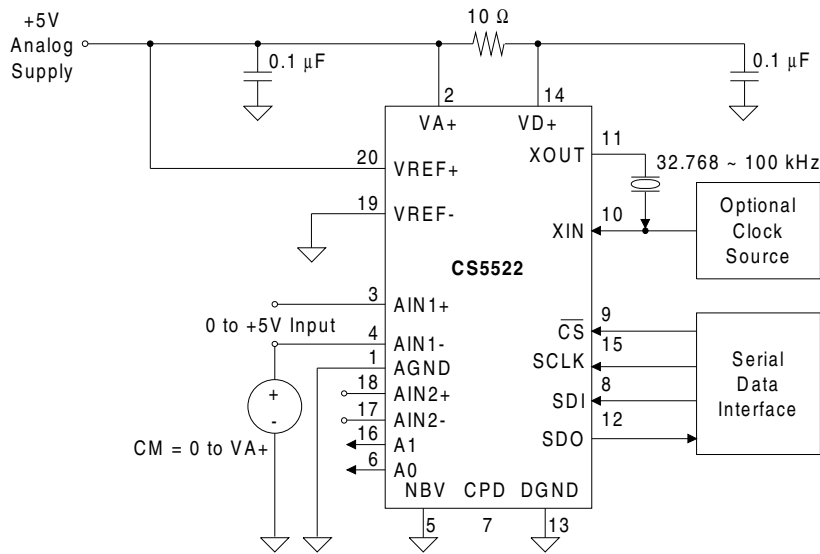 +5V
Analog
Supply
10 Ω
0.1 µF
0.1 µF
2
14
VA+
VD+
11
XOUT
32.768 ~ 100 kHz
20
VREF+
19
VREF-
10
XIN
Optional
Clock
Source
CS5522
3
AIN1+
0 to +5V Input
4
AIN1-
1
AGND
18
AIN2+
17
AIN2-
16
A1
6
A0
+
-
CM = 0 to VA+
9
CS
15
SCLK
8
SDI
12
SDO
Serial
Data
Interface
NBV CPD DGND
5 7 13